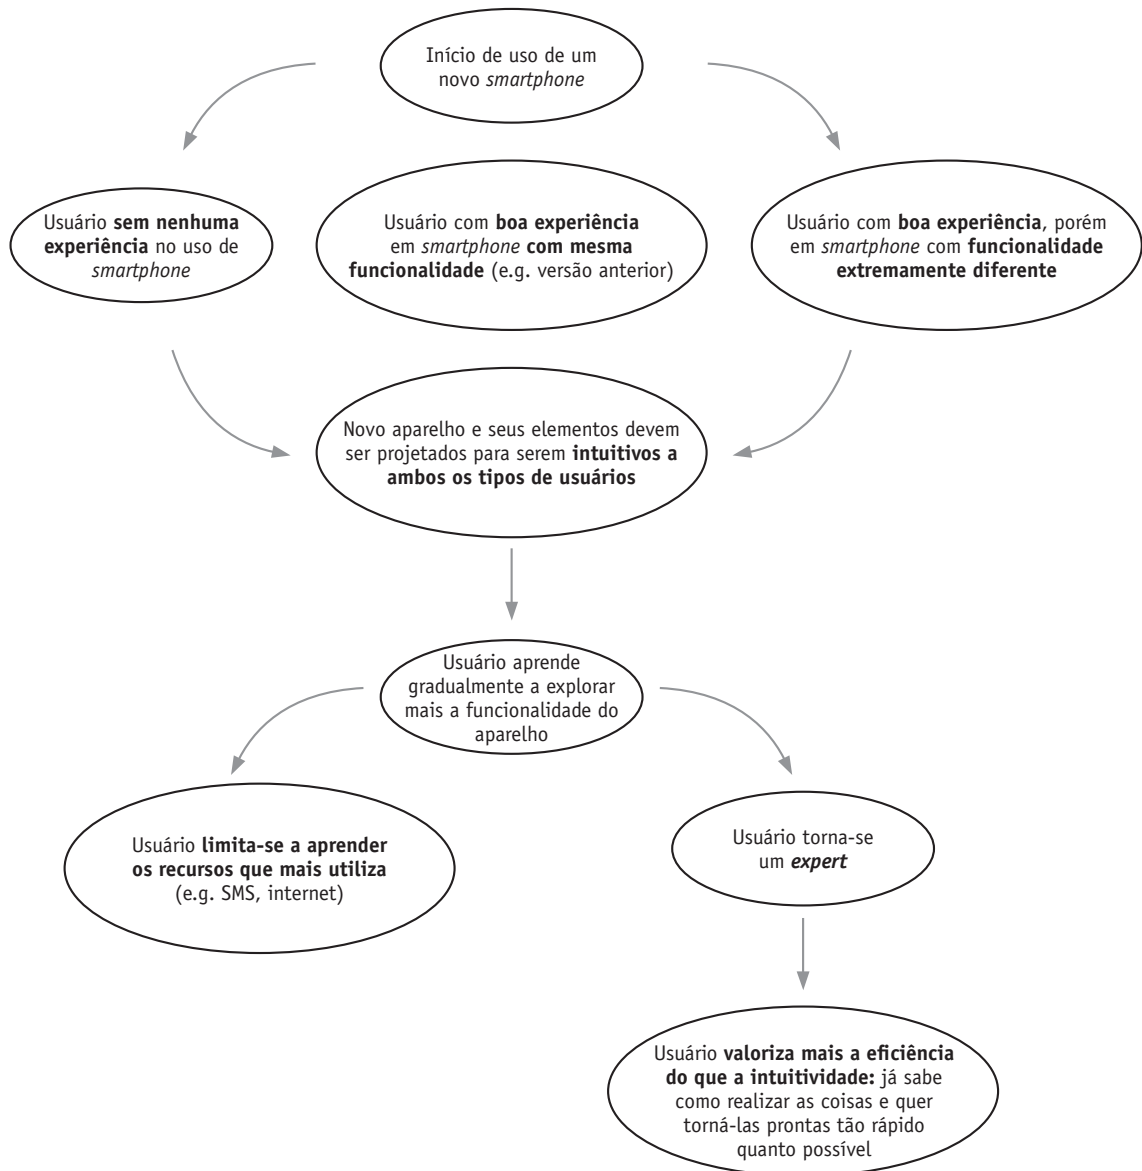 Início de uso de um
novo smartphone
Usuário sem nenhuma
experiência no uso de
smartphone
Usuário com boa experiência
em smartphone com mesma
funcionalidade (e.g. versão anterior)
Usuário com boa experiência, porém
em smartphone com funcionalidade
extremamente diferente
Novo aparelho e seus elementos devem
ser projetados para serem intuitivos a
ambos os tipos de usuários
Usuário aprende
gradualmente a explorar
mais a funcionalidade do
aparelho
Usuário limita-se a aprender
os recursos que mais utiliza
(e.g. SMS, internet)
Usuário torna-se
um expert
Usuário valoriza mais a eficiência
do que a intuitividade: já sabe
como realizar as coisas e quer
torná-las prontas tão rápido
quanto possível